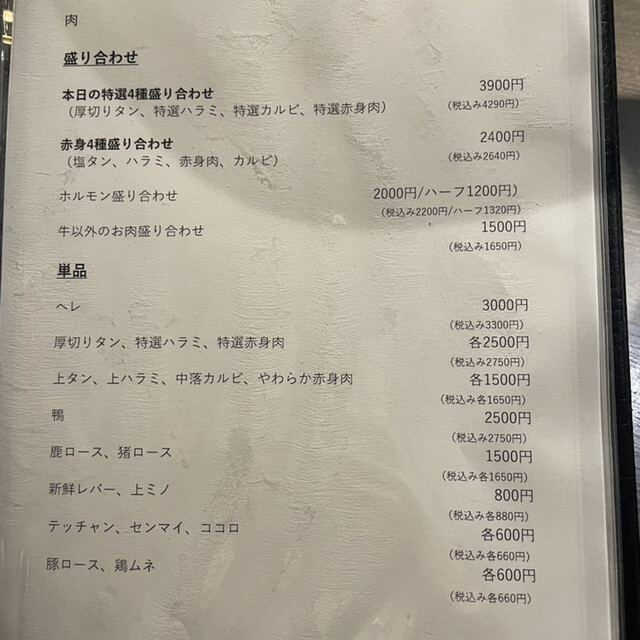 肉
盛り合わせ
本日の特選4種盛り合わせ 3900円
（厚切りタン、特選ハラミ、特選カルビ、特選赤身肉） （税込み4290円）
赤身4種盛り合わせ 2400円
（塩タン、ハラミ、赤身肉、カルビ） （税込み2640円）
ホルモン盛り合わせ 2000円/ハーフ1200円）
（税込み2200円/ハーフ1320円）
牛以外のお肉盛り合わせ 1500円
（税込み1650円）
単品
ヘレ 3000円
（税込み3300円）
厚切りタン、特選ハラミ、特選赤身肉 各2500円
（税込み2750円）
上タン、上ハラミ、中落カルビ、やわらか赤身肉 各1500円
（税込み各1650円）
鴨 2500円
（税込み2750円）
鹿ロース、猪ロース 1500円
（税込み各1650円）
新鮮レバー、上ミノ 800円
（税込み各880円）
テッチャン、センマイ、ココロ 各600円
（税込み各660円）
豚ロース、鶏ムネ 各600円
（税込み各660円）